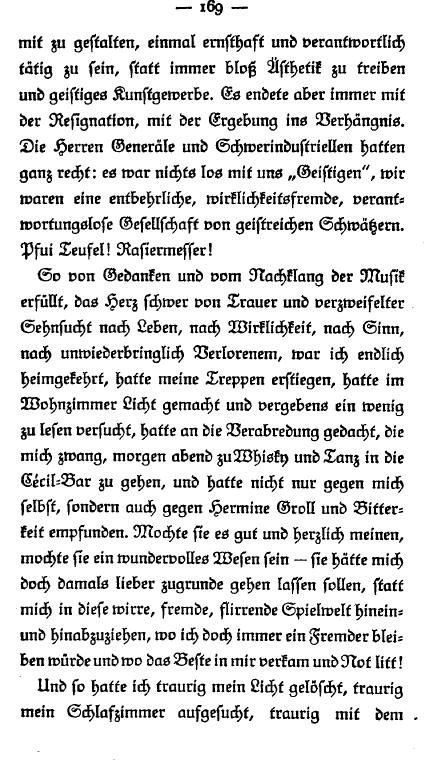 — 169 —
mit zu gestalten, einmal ernsthaft und verantwortlich
tätig zu sein, statt immer bloß Ästhetik zu treiben
und geistiges Kunstgewerbe. Es endete aber immer mit
der Resignation, mit der Ergebung ins Verhängnis.
Die Herren Generäle und Schwerindustriellen hatten
ganz recht: es war nichts los mit uns „Geistigen“, wir
waren eine entbehrliche, wirklichkeitsfremde, verant-
wortungslose Gesellschaft von geistreichen Schwätzern.
Pfui Teufel! Rasiermesser!
So von Gedanken und vom Nachklang der Musik
erfüllt, das Herz schwer von Trauer und verzweifelter
Sehnsucht nach Leben, nach Wirklichkeit, nach Sinn,
nach unwiederbringlich Verlorenem, war ich endlich
heimgekehrt, hatte meine Treppen erstiegen, hatte im
Wohnzimmer Licht gemacht und vergebens ein wenig
zu lesen versucht, hatte an die Verabredung gedacht, die
mich zwang, morgen abend zu Whisky und Tanz in die
Cécil-Bar zu gehen, und hatte nicht nur gegen mich
selbst, sondern auch gegen Hermine Groll und Bitter-
keit empfunden. Mochte sie es gut und herzlich meinen,
mochte sie ein wundervolles Wesen sein — sie hätte mich
doch damals lieber zugrunde gehen lassen sollen, statt
mich in diese wirre, fremde, flirrende Spielwelt hinein-
und hinabzuziehen, wo ich doch immer ein Fremder blei-
ben würde und wo das Beste in mir verkam und Not litt!
Und so hatte ich traurig mein Licht gelöscht, traurig
mein Schlafzimmer aufgesucht, traurig mit dem